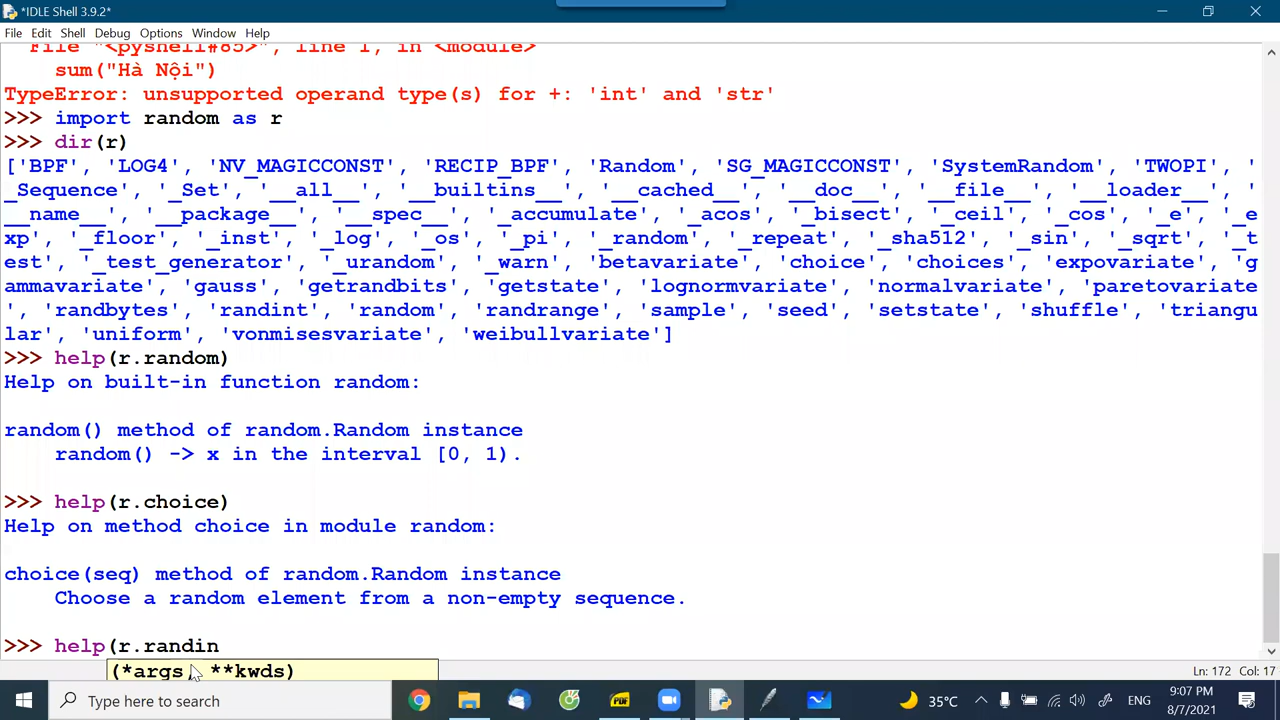 *IDLE Shell 3.9.2*
File Edit Shell Debug Options Window Help
File "<pyshell#85>", line 1, in <module>
sum("Hà Nội")
TypeError: unsupported operand type(s) for +: 'int' and 'str'
>>> import random as r
>>> dir(r)
['BPF', 'LOG4', 'NV_MAGICCONST', 'RECIP_BPF', 'Random', 'SG_MAGICCONST', 'SystemRandom', 'TWOPI', '
_Sequence', '_Set', '__all__', '__builtins__', '__cached__', '__doc__', '__file__', '__loader__', '
__name__', '__package__', '__spec__', '_accumulate', '_acos', '_bisect', '_ceil', '_cos', '_e', '_e
xp', '_floor', '_inst', '_log', '_os', '_pi', '_random', '_repeat', '_sha512', '_sin', '_sqrt', '_t
est', '_test_generator', '_urandom', '_warn', 'betavariate', 'choice', 'choices', 'expovariate', 'g
ammavariate', 'gauss', 'getrandbits', 'getstate', 'lognormvariate', 'normalvariate', 'paretovariate
', 'randbytes', 'randint', 'random', 'randrange', 'sample', 'seed', 'setstate', 'shuffle', 'triangu
lar', 'uniform', 'vonmisesvariate', 'weibullvariate']
>>> help(r.random)
Help on built-in function random:
random() method of random.Random instance
random() -> x in the interval [0, 1).
>>> help(r.choice)
Help on method choice in module random:
choice(seq) method of random.Random instance
Choose a random element from a non-empty sequence.
>>> help(r.randin
(*args, **kwds)
Ln: 172 Col: 17
Type here to search
PDF
35°C
ENG
9:07 PM
8/7/2021